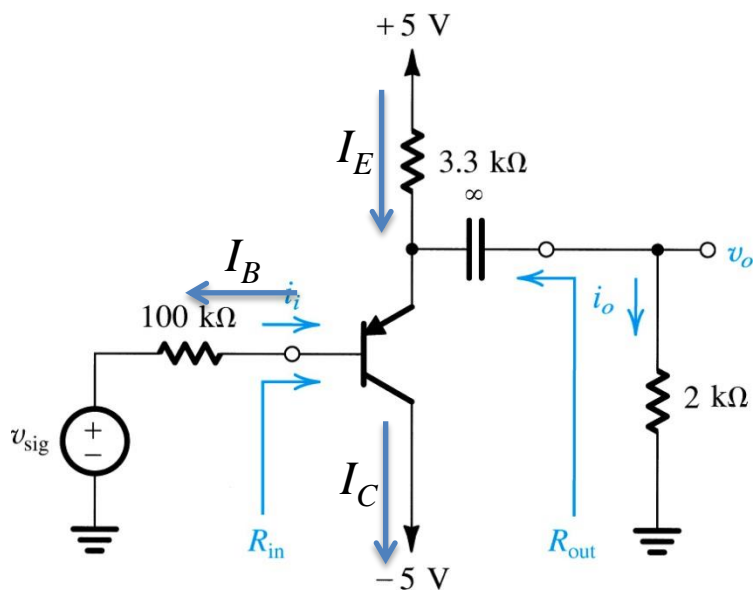 +5 V
I_E
3.3 kΩ
∞
I_B
v_o
i_i
i_o
100 kΩ
2 kΩ
+
−
v_sig
I_C
R_in
R_out
−5 V